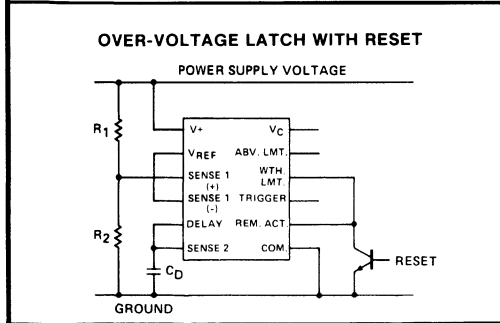 OVER-VOLTAGE LATCH WITH RESET
POWER SUPPLY VOLTAGE
R1
R2
V+
VREF
SENSE 1
(+)
SENSE 1
(-)
DELAY
SENSE 2
VC
ABV. LMT.
WTH.
LMT.
TRIGGER
REM. ACT.
COM.
CD
RESET
GROUND